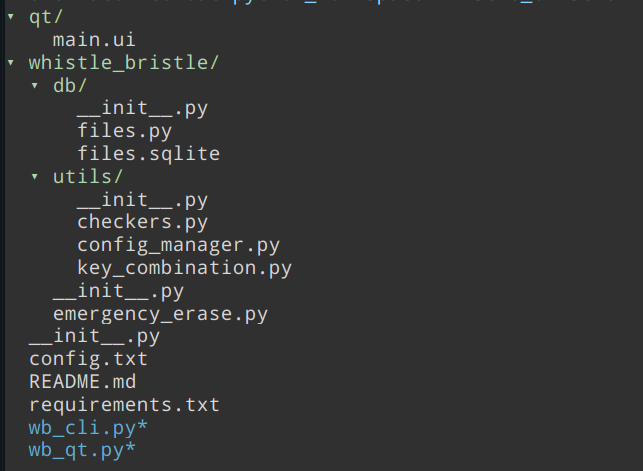 qt/
main.ui
whistle_bristle/
db/
__init__.py
files.py
files.sqlite
utils/
__init__.py
checkers.py
config_manager.py
key_combination.py
__init__.py
emergency_erase.py
__init__.py
config.txt
README.md
requirements.txt
wb_cli.py*
wb_qt.py*